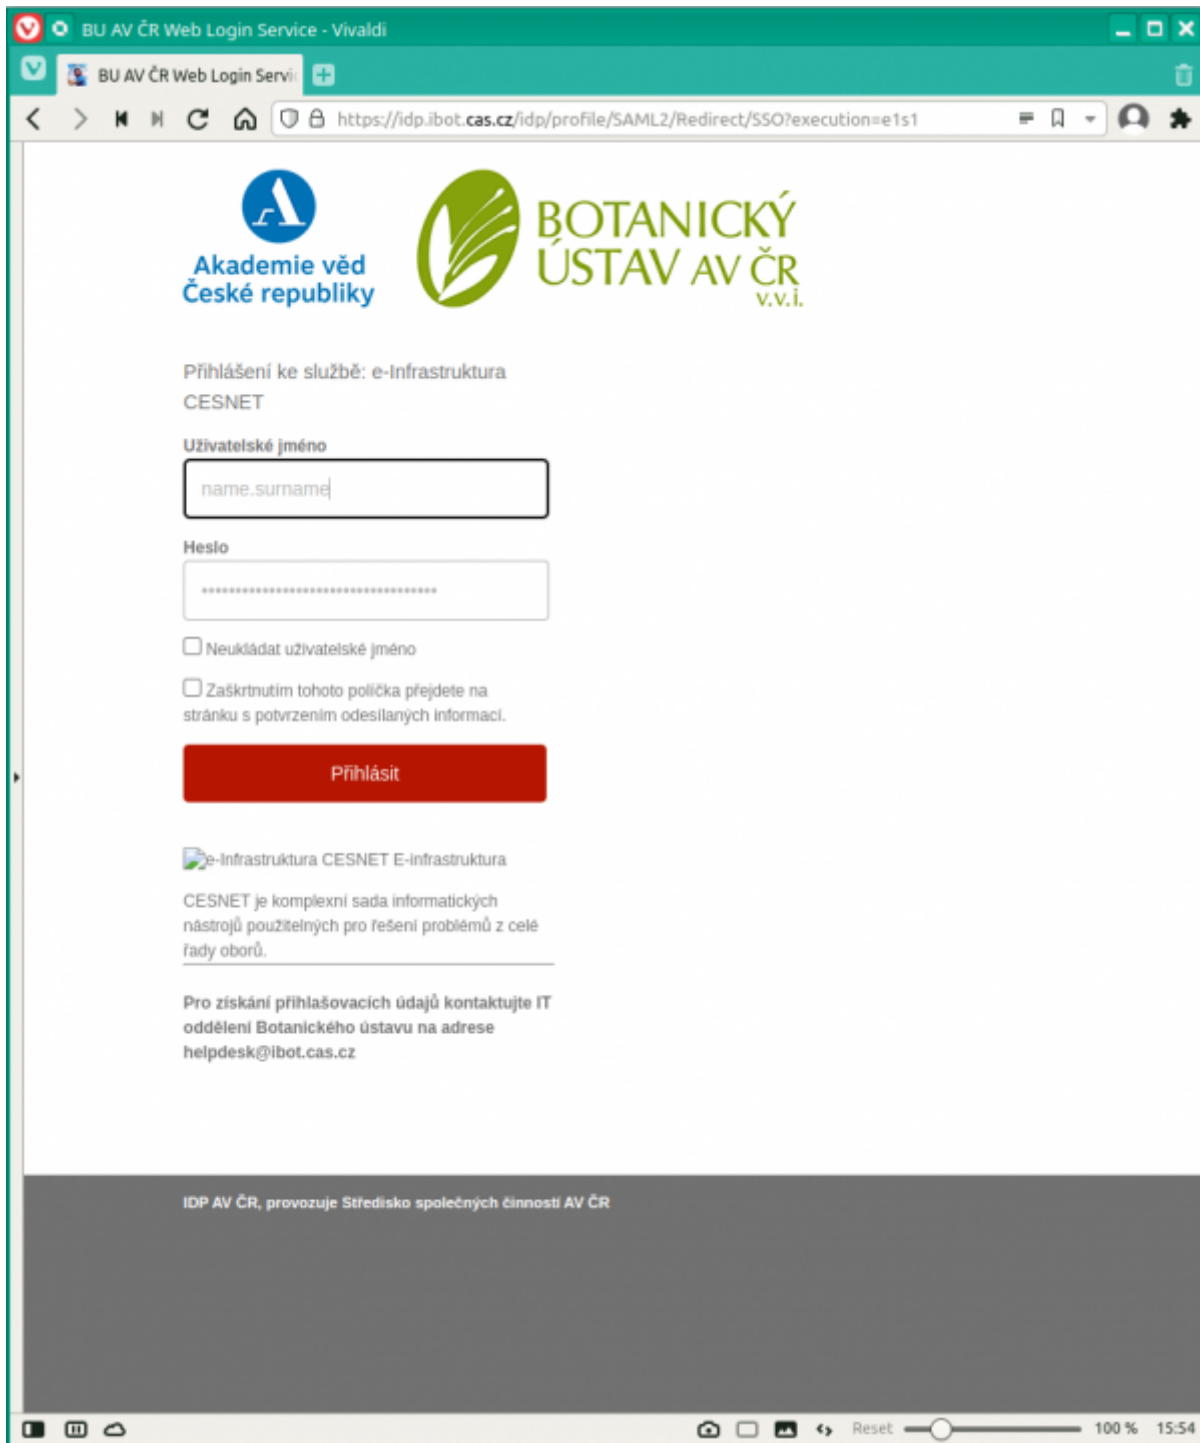 BU AV ČR Web Login Service - Vivaldi
BU AV ČR Web Login Servi
https://idp.ibot.cas.cz/idp/profile/SAML2/Redirect/SSO?execution=e1s1
Akademie věd
České republiky
BOTANICKÝ
ÚSTAV AV ČR
v.v.i.
Přihlášení ke službě: e-Infrastruktura
CESNET
Uživatelské jméno
name.surname
Heslo
Neukládat uživatelské jméno
Zaškrtnutím tohoto políčka přejdete na
stránku s potvrzením odesílaných informací.
Přihlásit
e-Infrastruktura CESNET E-infrastruktura
CESNET je komplexní sada informatických
nástrojů použitelných pro řešení problémů z celé
řady oborů.
Pro získání přihlašovacích údajů kontaktujte IT
oddělení Botanického ústavu na adrese
helpdesk@ibot.cas.cz
IDP AV ČR, provozuje Středisko společných činností AV ČR
Reset 100 % 15:54